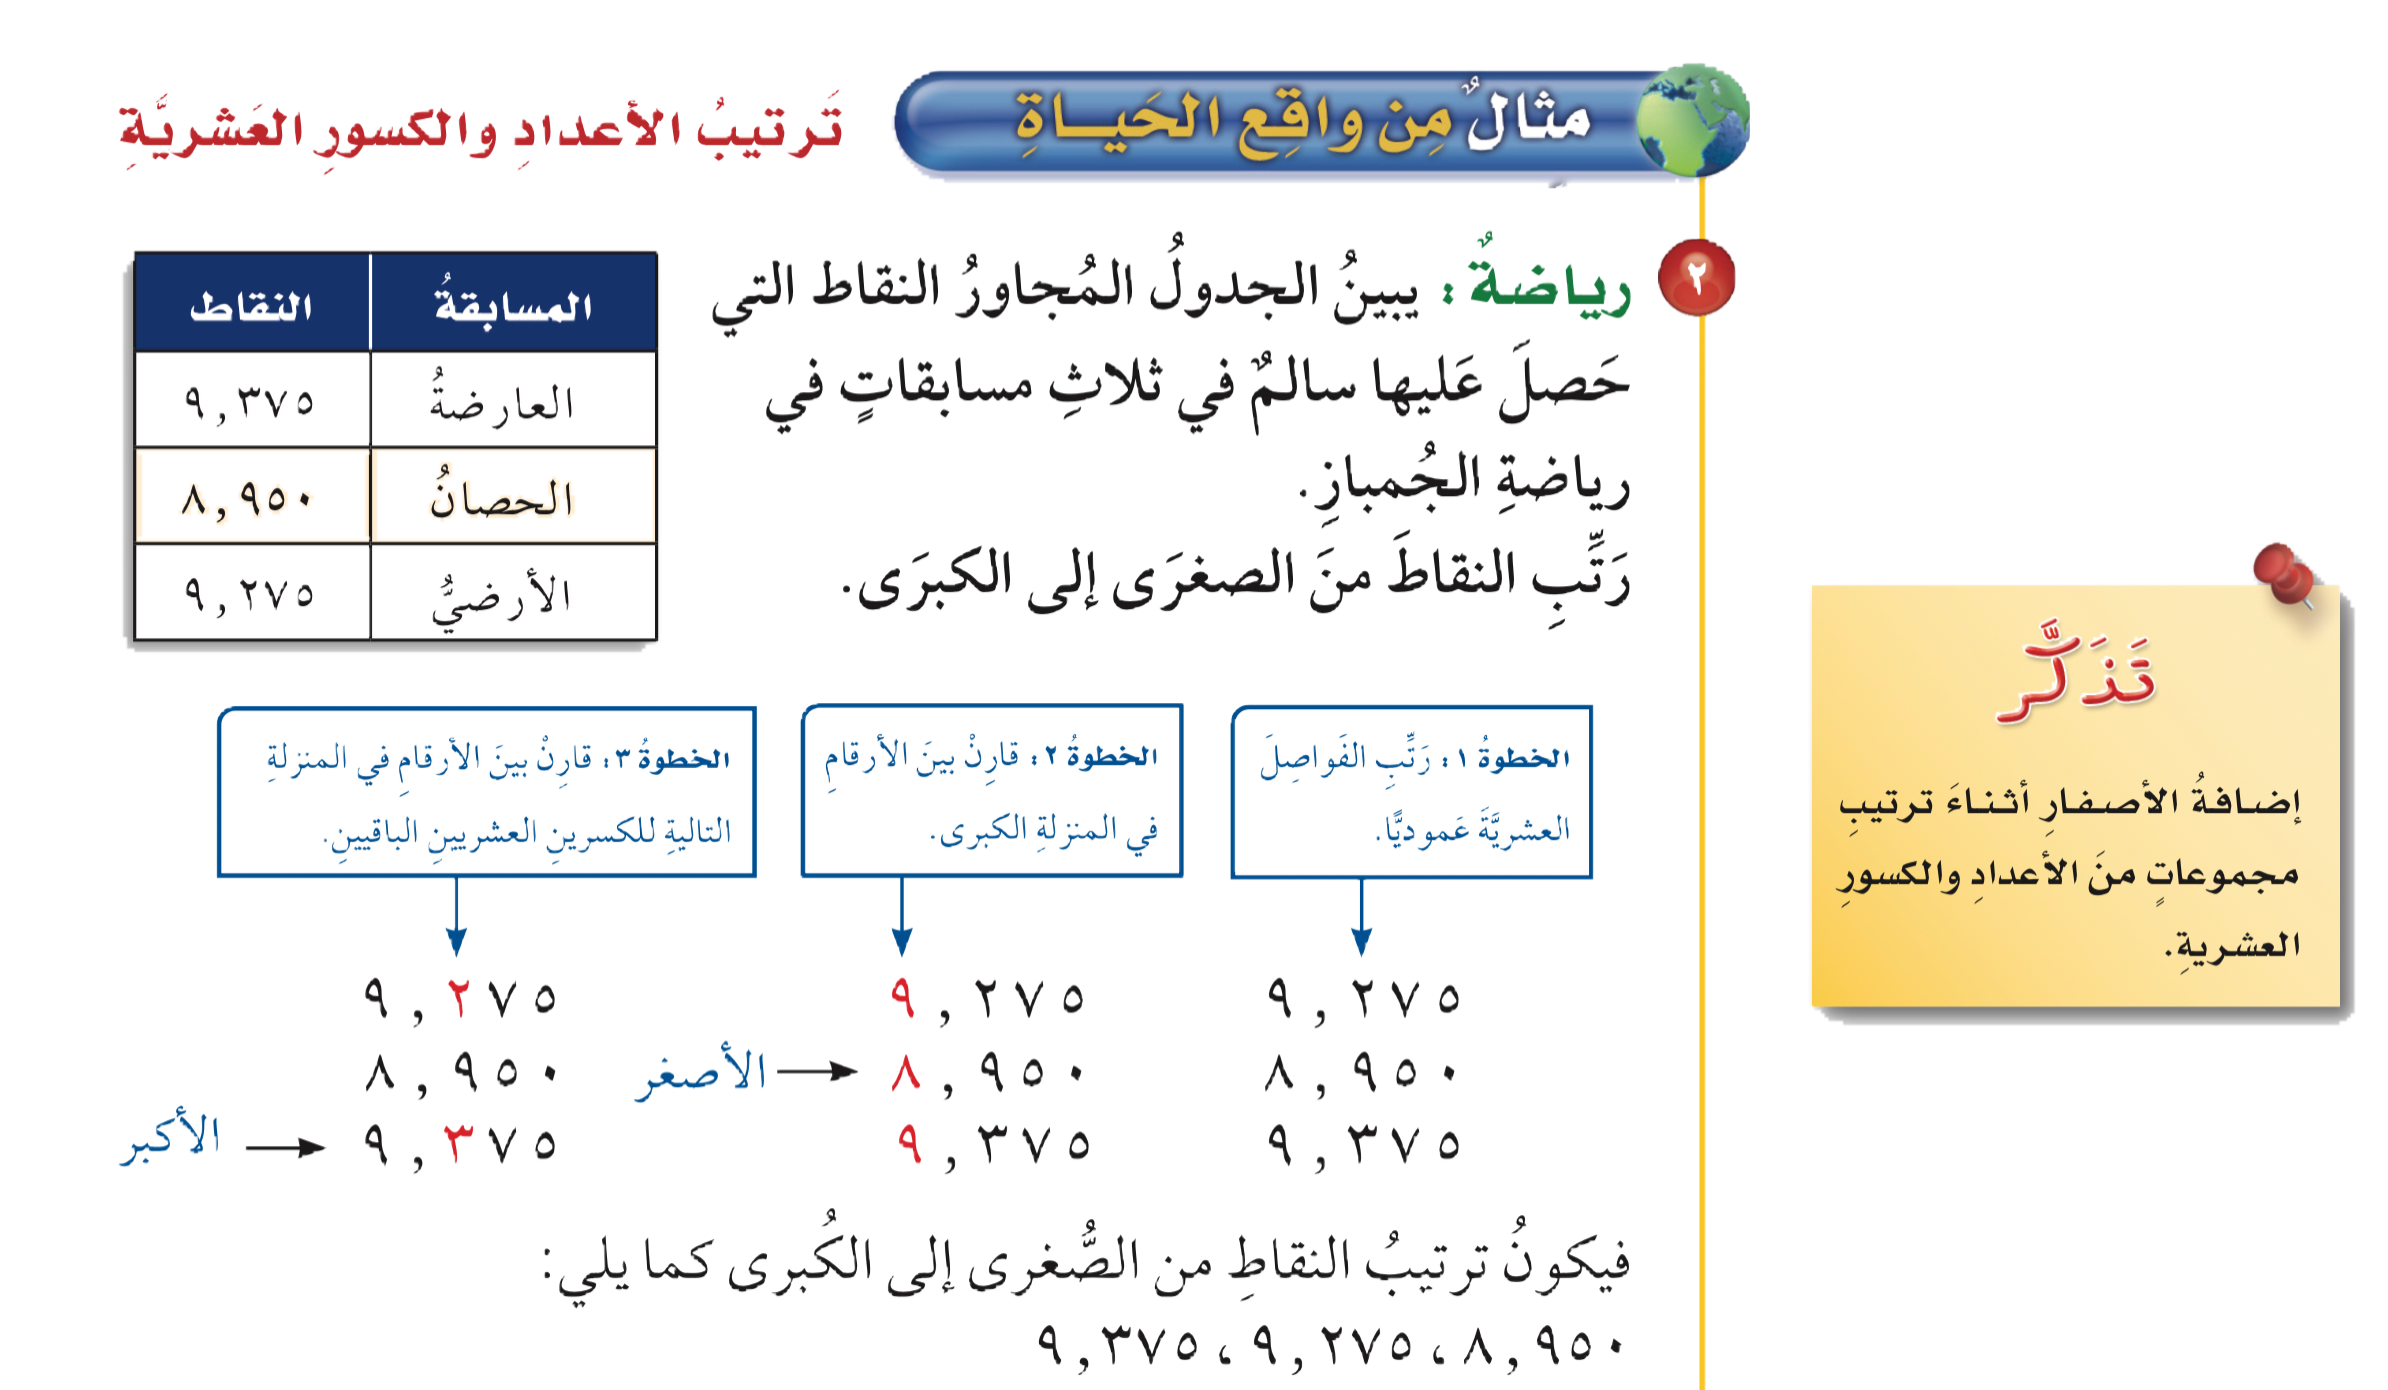 مثالٌ مِن واقِع الحَيـاةِ
تَرتيبُ الأعدادِ والكسورِ العَشريَّةِ
٢
رياضةٌ: يبينُ الجدولُ المُجاورُ النقاط التي
حَصلَ عَليها سالمٌ في ثلاثِ مسابقاتٍ في
رياضةِ الجُمبازِ.
رَتِّبِ النقاطَ منَ الصغرَى إلى الكبرَى.
المسابقةُ النقاط
العارضةُ ٩,٣٧٥
الحصانُ ٨,٩٥٠
الأرضيُّ ٩,٢٧٥
تَذَكَّر
إضافةُ الأصفارِ أثناءَ ترتيبِ
مجموعاتٍ منَ الأعدادِ والكسورِ
العشريةِ.
الخطوةُ ١: رَتِّبِ الفَواصِلَ
العشريَّةَ عَموديًّا.
٩,٢٧٥
٨,٩٥٠
٩,٣٧٥
الخطوةُ ٢: قارِنْ بينَ الأرقامِ
في المنزلةِ الكبرى.
٩,٢٧٥
٨,٩٥٠ الأصغر
٩,٣٧٥
الخطوةُ ٣: قارِنْ بينَ الأرقامِ في المنزلةِ
التاليةِ للكسرينِ العشريينِ الباقيينِ.
٩,٢٧٥
٨,٩٥٠
٩,٣٧٥ الأكبر
فيكونُ ترتيبُ النقاطِ من الصُّغرى إلى الكُبرى كما يلي:
٨,٩٥٠، ٩,٢٧٥، ٩,٣٧٥